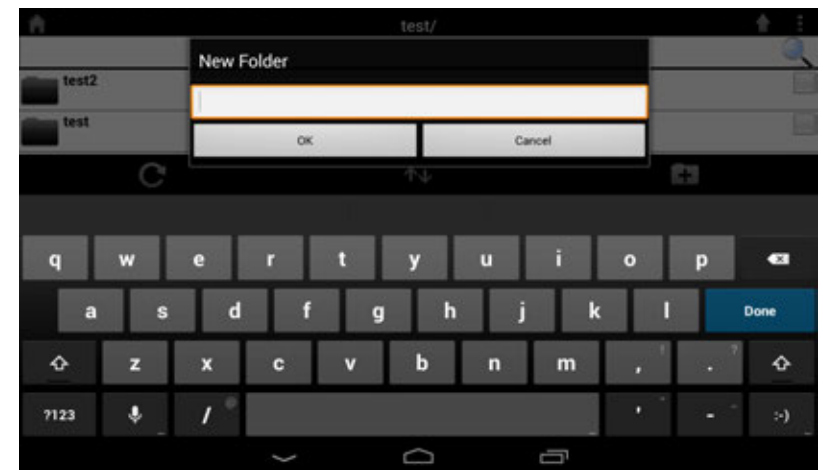 test/
New Folder
test2
test
OK Cancel
q w e r t y u i o p
a s d f g h j k l Done
z x c v b n m , ! . ?
?123 / @ ' - :-)